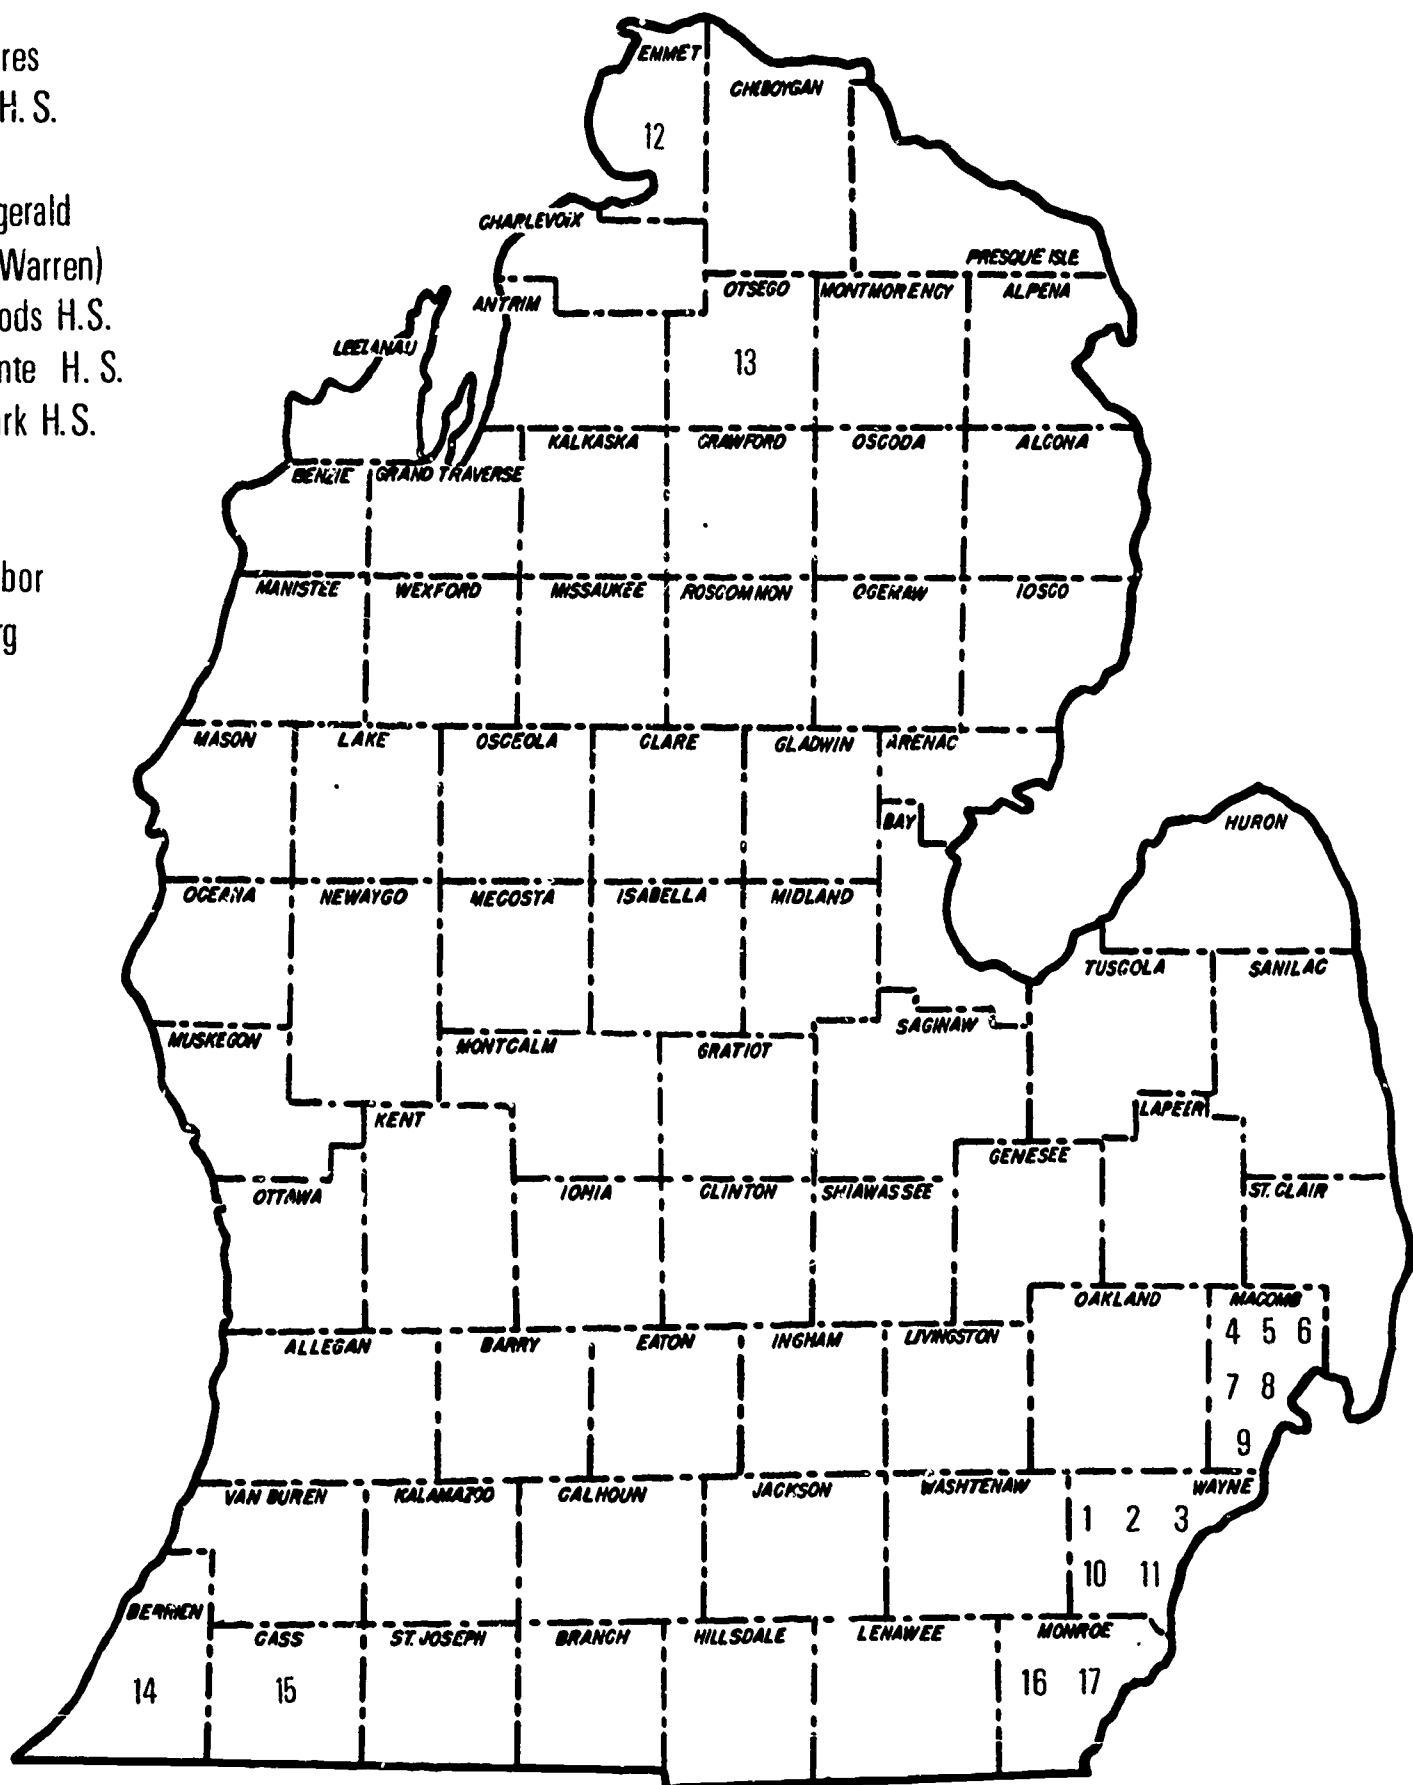 res
H. S.
gerald
Warren)
ods H.S.
nte H. S.
rk H.S.
bor
rg
EMMET
CHEBOYGAN
12
CHARLEVOIX
PRESQUE ISLE
ANTRIM
OTSEGO
MONTMORENCY
ALPENA
LEELANAU
13
KALKASKA
CRAWFORD
OSCODA
ALCONA
BENZIE
GRAND TRAVERSE
MANISTEE
WEXFORD
MISSAUKEE
ROSCOMMON
OGEMAW
IOSCO
MASON
LAKE
OSCEOLA
CLARE
GLADWIN
ARENAC
BAY
HURON
OCEANA
NEWAYGO
MECOSTA
ISABELLA
MIDLAND
TUSCOLA
SANILAC
MUSKEGON
MONTCALM
GRATIOT
SAGINAW
KENT
LAPEER
GENESEE
OTTAWA
IONIA
CLINTON
SHIAWASSEE
ST. CLAIR
OAKLAND
MACOMB
4 5 6
ALLEGAN
BARRY
EATON
INGHAM
LIVINGSTON
7 8
9
VAN BUREN
KALAMAZOO
CALHOUN
JACKSON
WASHTENAW
WAYNE
1 2 3
10 11
BERRIEN
CASS
ST. JOSEPH
BRANCH
HILLSDALE
LENAWEE
MONROE
14
15
16 17